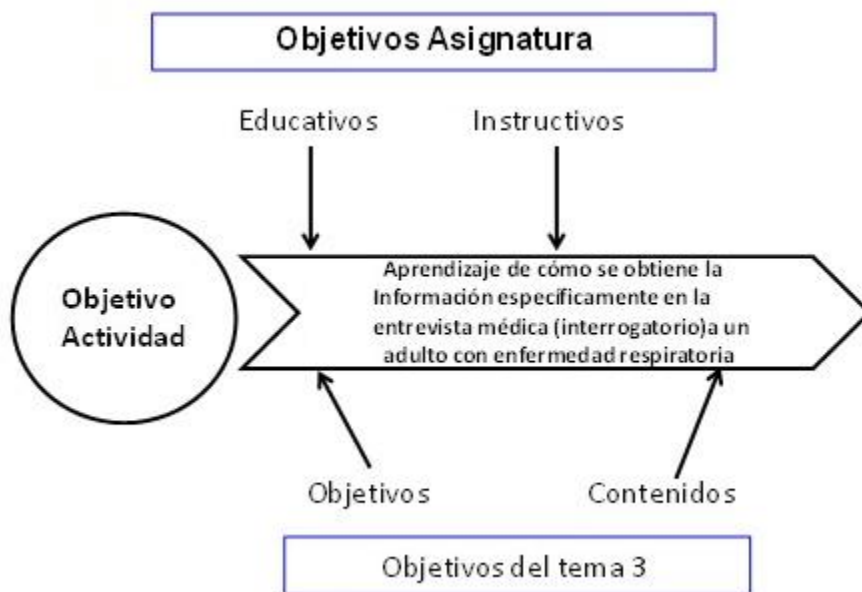 Objetivos Asignatura
Educativos
Instructivos
Objetivo
Actividad
Aprendizaje de cómo se obtiene la
Información específicamente en la
entrevista médica (interrogatorio)a un
adulto con enfermedad respiratoria
Objetivos
Contenidos
Objetivos del tema 3